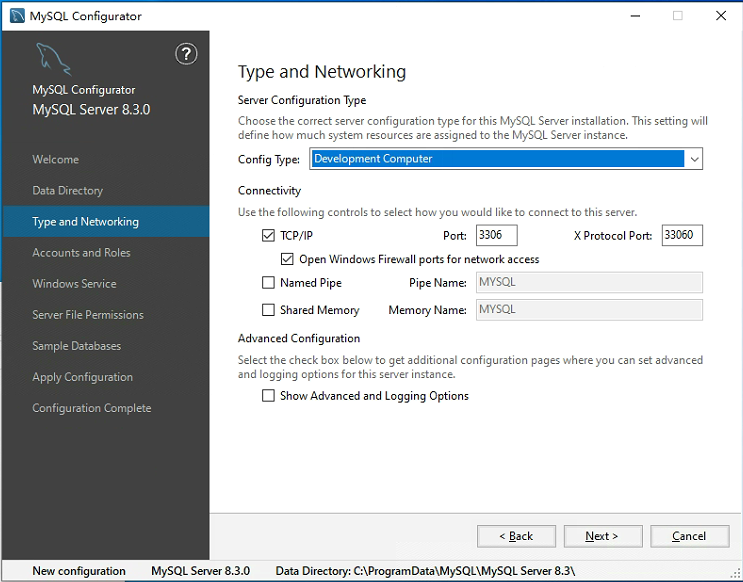 MySQL Configurator
?
MySQL Configurator
MySQL Server 8.3.0
Welcome
Data Directory
Type and Networking
Accounts and Roles
Windows Service
Server File Permissions
Sample Databases
Apply Configuration
Configuration Complete
Type and Networking
Server Configuration Type
Choose the correct server configuration type for this MySQL Server installation. This setting will
define how much system resources are assigned to the MySQL Server instance.
Config Type: Development Computer
Connectivity
Use the following controls to select how you would like to connect to this server.
TCP/IP Port: 3306 X Protocol Port: 33060
Open Windows Firewall ports for network access
Named Pipe Pipe Name: MYSQL
Shared Memory Memory Name: MYSQL
Advanced Configuration
Select the check box below to get additional configuration pages where you can set advanced
and logging options for this server instance.
Show Advanced and Logging Options
< Back Next > Cancel
New configuration MySQL Server 8.3.0 Data Directory: C:\ProgramData\MySQL\MySQL Server 8.3\